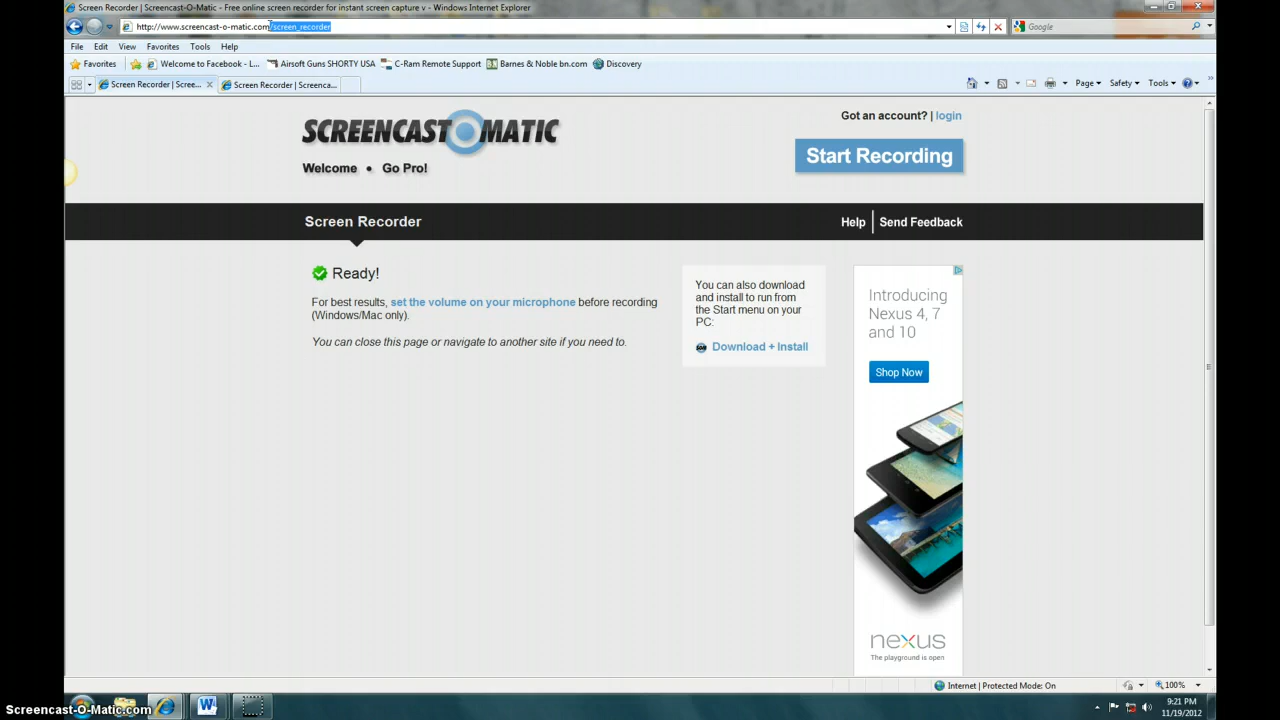 Screen Recorder | Screencast-O-Matic - Free online screen recorder for instant screen capture v - Windows Internet Explorer
http://www.screencast-o-matic.com/screen_recorder
Google
File Edit View Favorites Tools Help
Favorites Welcome to Facebook - L... Airsoft Guns SHORTY USA C-Ram Remote Support Barnes & Noble bn.com Discovery
Screen Recorder | Scree... Screen Recorder | Screenca... Page Safety Tools
SCREENCAST O MATIC
Got an account? | login
Start Recording
Welcome • Go Pro!
Screen Recorder
Help Send Feedback
Ready!
For best results, set the volume on your microphone before recording
(Windows/Mac only).
You can close this page or navigate to another site if you need to.
You can also download
and install to run from
the Start menu on your
PC:
Download + Install
Introducing
Nexus 4, 7
and 10
Shop Now
nexus
The playground is open
Internet | Protected Mode: On
100%
Screencast-O-Matic.com
9:21 PM
11/19/2012